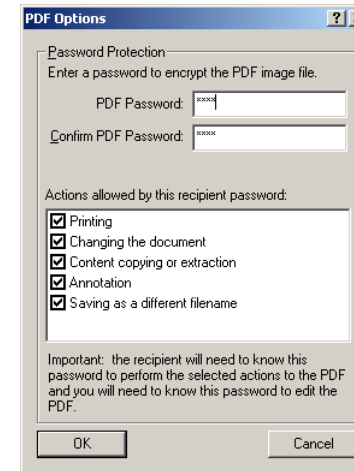 PDF Options
Password Protection
Enter a password to encrypt the PDF image file.
PDF Password: xxxx
Confirm PDF Password: xxxx
Actions allowed by this recipient password:
Printing
Changing the document
Content copying or extraction
Annotation
Saving as a different filename
Important: the recipient will need to know this
password to perform the selected actions to the PDF
and you will need to know this password to edit the
PDF.
OK Cancel